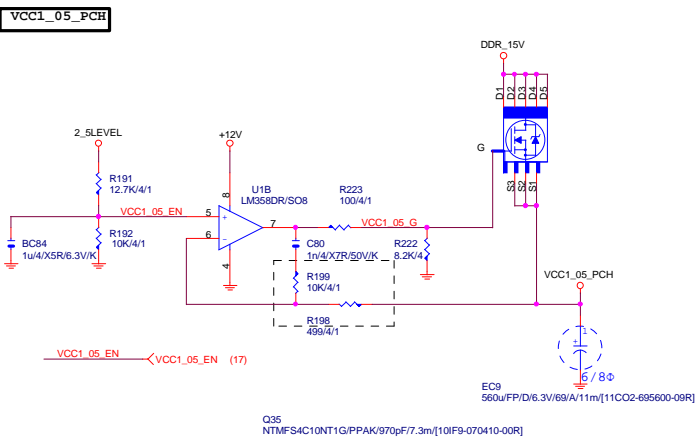 VCC1_05_PCH
DDR_15V
D1 D2 D3 D4 D5
G
S3 S2 S1
2_5LEVEL
+12V
R191
12.7K/4/1
VCC1_05_EN
R192
10K/4/1
BC84
1u/4/X5R/6.3V/K
8
U1B
LM358DR/SO8
5 +
6 -
7
4
R223
100/4/1
VCC1_05_G
C80
1n/4/X7R/50V/K
R222
8.2K/4
R199
10K/4/1
R198
499/4/1
VCC1_05_PCH
1
+
6/8Φ
EC9
560u/FP/D/6.3V/69/A/11m/[11CO2-695600-09R]
VCC1_05_EN VCC1_05_EN (17)
Q35
NTMFS4C10NT1G/PPAK/970pF/7.3m/[10IF9-070410-00R]